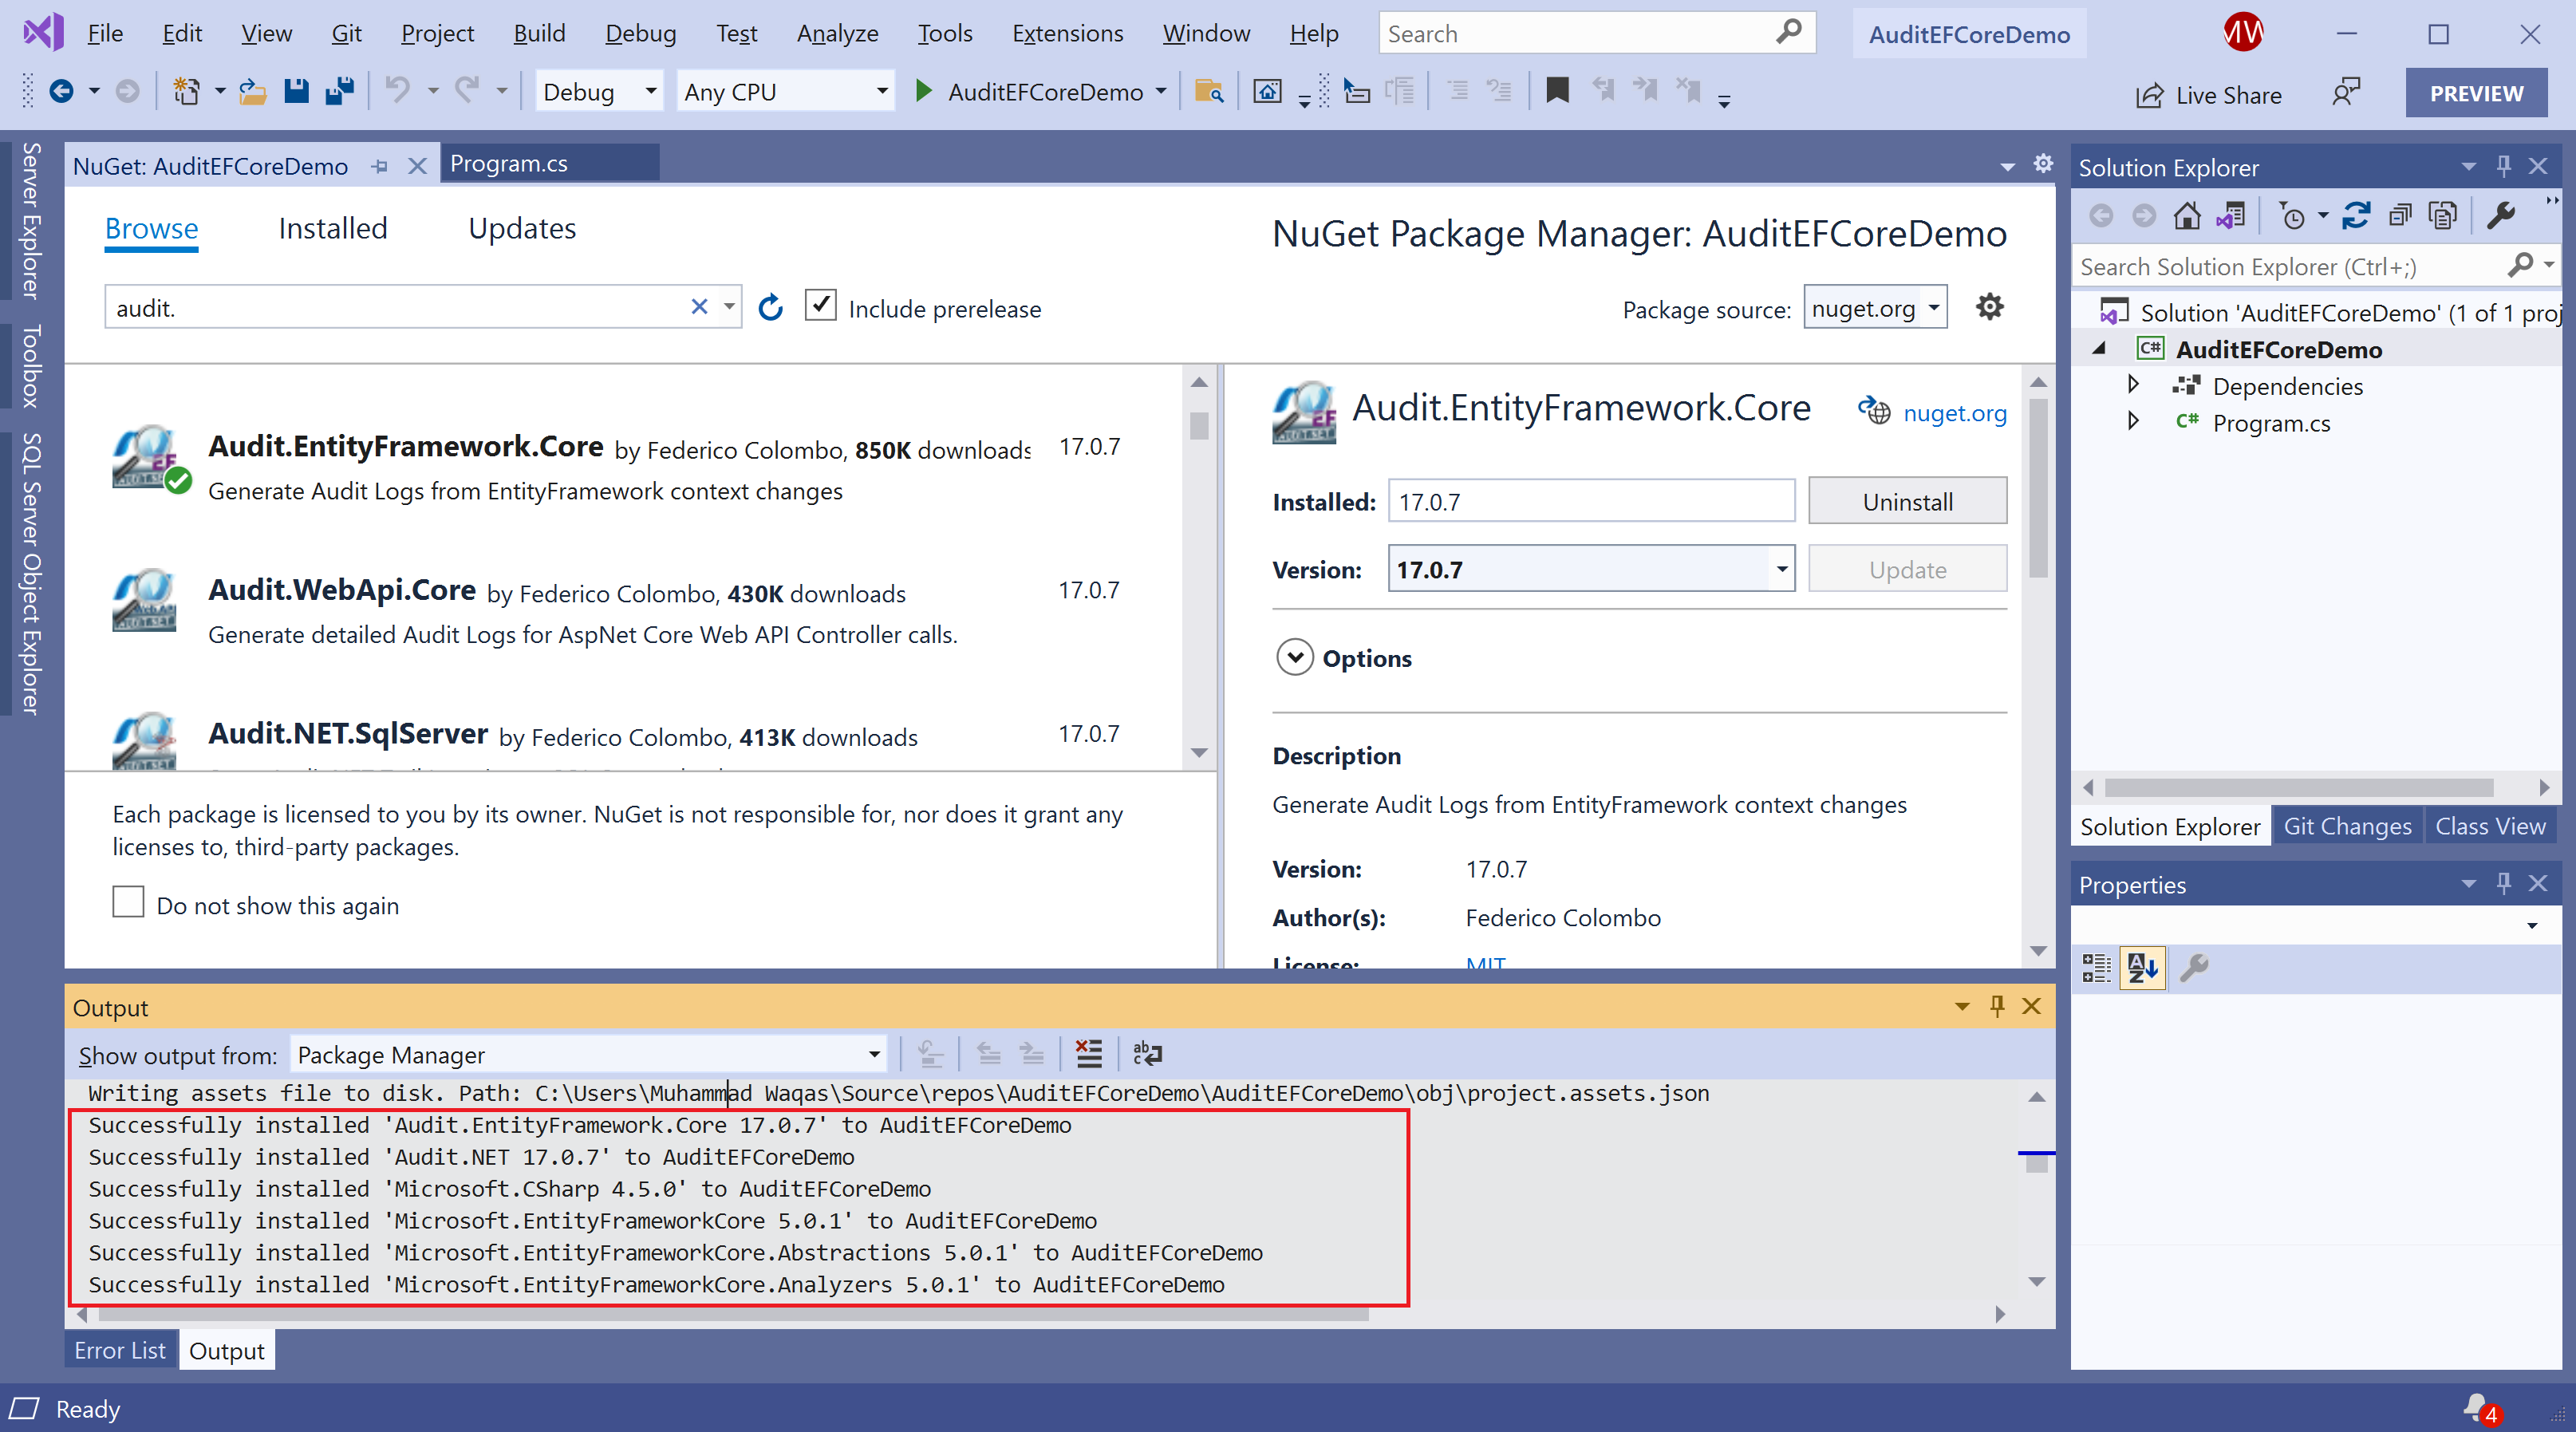 File Edit View Git Project Build Debug Test Analyze Tools Extensions Window Help Search AuditEFCoreDemo MW
Debug Any CPU AuditEFCoreDemo Live Share PREVIEW
Server Explorer
Toolbox
SQL Server Object Explorer
NuGet: AuditEFCoreDemo Program.cs
Browse Installed Updates
NuGet Package Manager: AuditEFCoreDemo
audit. Include prerelease
Package source: nuget.org
Audit.EntityFramework.Core by Federico Colombo, 850K downloads 17.0.7
Generate Audit Logs from EntityFramework context changes
Audit.WebApi.Core by Federico Colombo, 430K downloads 17.0.7
Generate detailed Audit Logs for AspNet Core Web API Controller calls.
Audit.NET.SqlServer by Federico Colombo, 413K downloads 17.0.7
Each package is licensed to you by its owner. NuGet is not responsible for, nor does it grant any
licenses to, third-party packages.
Do not show this again
Audit.EntityFramework.Core nuget.org
Installed: 17.0.7 Uninstall
Version: 17.0.7 Update
Options
Description
Generate Audit Logs from EntityFramework context changes
Version: 17.0.7
Author(s): Federico Colombo
License: MIT
Output
Show output from: Package Manager
Writing assets file to disk. Path: C:\Users\Muhammad Waqas\Source\repos\AuditEFCoreDemo\AuditEFCoreDemo\obj\project.assets.json
Successfully installed 'Audit.EntityFramework.Core 17.0.7' to AuditEFCoreDemo
Successfully installed 'Audit.NET 17.0.7' to AuditEFCoreDemo
Successfully installed 'Microsoft.CSharp 4.5.0' to AuditEFCoreDemo
Successfully installed 'Microsoft.EntityFrameworkCore 5.0.1' to AuditEFCoreDemo
Successfully installed 'Microsoft.EntityFrameworkCore.Abstractions 5.0.1' to AuditEFCoreDemo
Successfully installed 'Microsoft.EntityFrameworkCore.Analyzers 5.0.1' to AuditEFCoreDemo
Error List Output
Solution Explorer
Search Solution Explorer (Ctrl+;)
Solution 'AuditEFCoreDemo' (1 of 1 proj
C# AuditEFCoreDemo
Dependencies
C# Program.cs
Solution Explorer Git Changes Class View
Properties
Ready 4